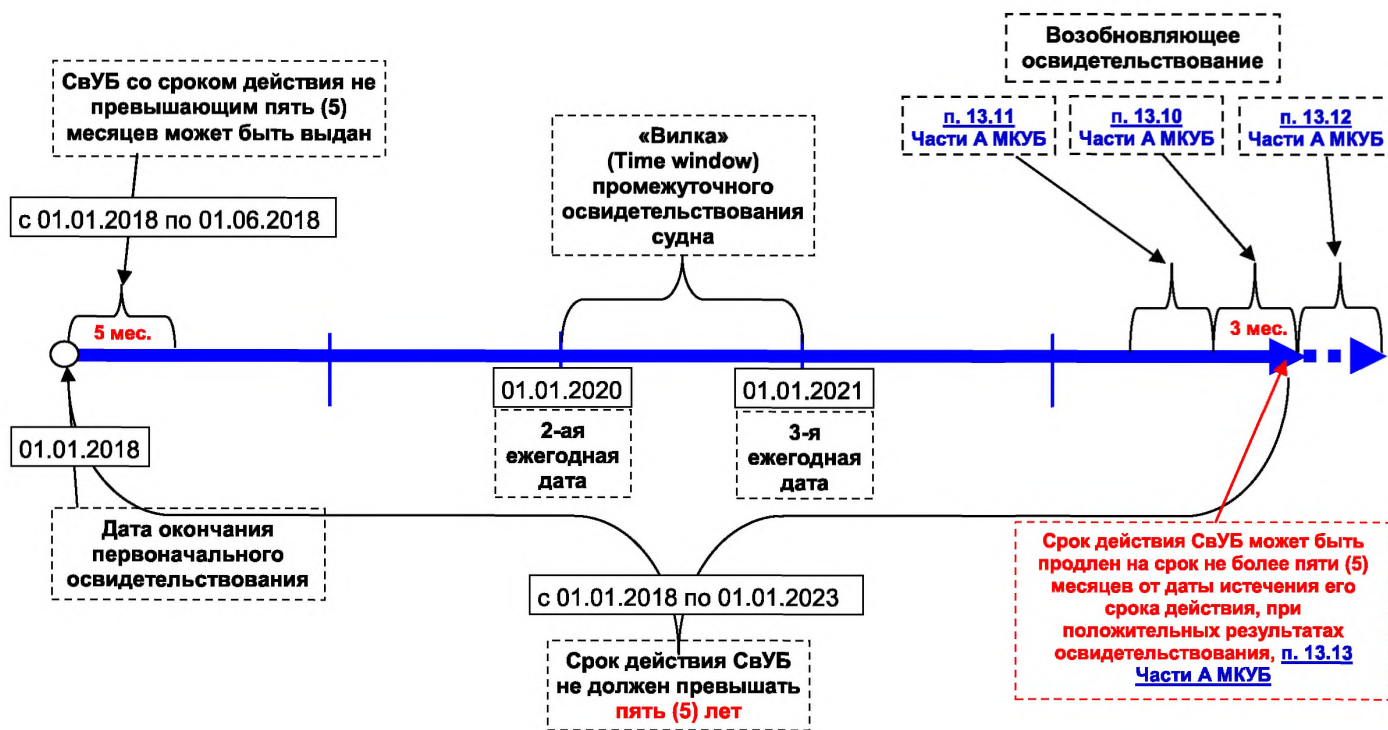 СвУБ со сроком действия не
превышающим пять (5)
месяцев может быть выдан
с 01.01.2018 по 01.06.2018
5 мес.
«Вилка»
(Time window)
промежуточного
освидетельствования
судна
Возобновляющее
освидетельствование
п. 13.11
Части А МКУБ
п. 13.10
Части А МКУБ
п. 13.12
Части А МКУБ
3 мес.
01.01.2018
Дата окончания
первоначального
освидетельствования
01.01.2020
2-ая
ежегодная
дата
01.01.2021
3-я
ежегодная
дата
с 01.01.2018 по 01.01.2023
Срок действия СвУБ
не должен превышать
пять (5) лет
Срок действия СвУБ может быть
продлен на срок не более пяти (5)
месяцев от даты истечения его
срока действия, при
положительных результатах
освидетельствования, п. 13.13
Части А МКУБ